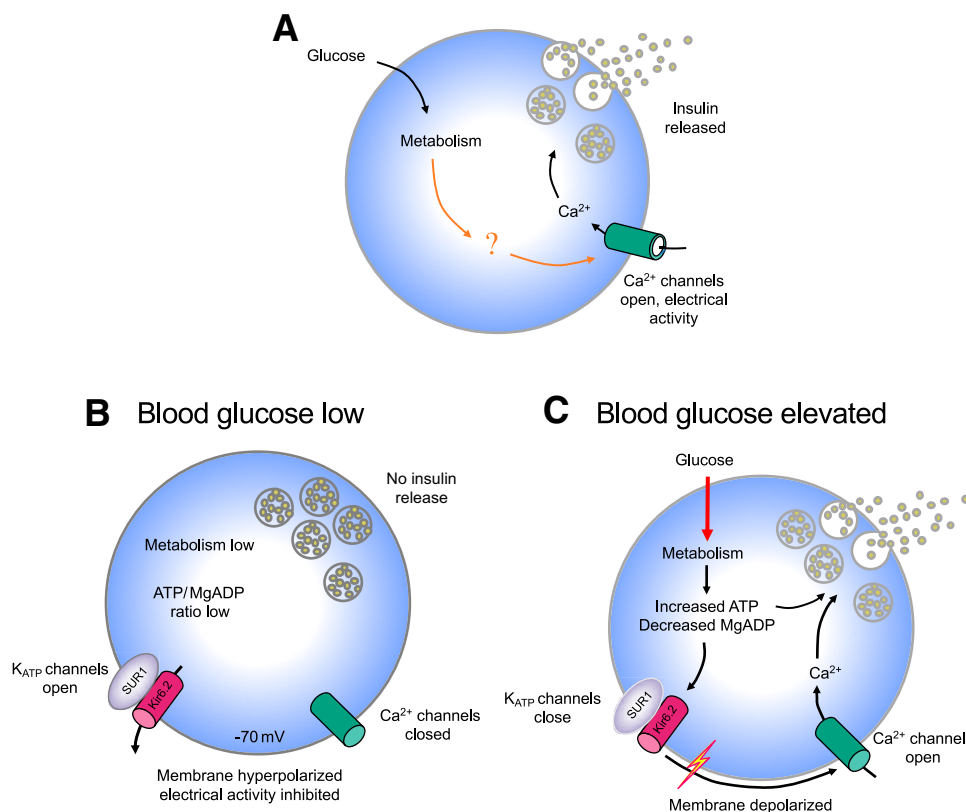 A
Glucose
Metabolism
?
Ca²⁺
Insulin
released
Ca²⁺ channels
open, electrical
activity
B Blood glucose low
No insulin
release
Metabolism low
ATP/MgADP
ratio low
K_ATP channels
open
SUR1
Kir6.2
-70 mV
Ca²⁺ channels
closed
Membrane hyperpolarized
electrical activity inhibited
C Blood glucose elevated
Glucose
Metabolism
Increased ATP
Decreased MgADP
K_ATP channels
close
SUR1
Kir6.2
Ca²⁺
Ca²⁺ channel
open
Membrane depolarized